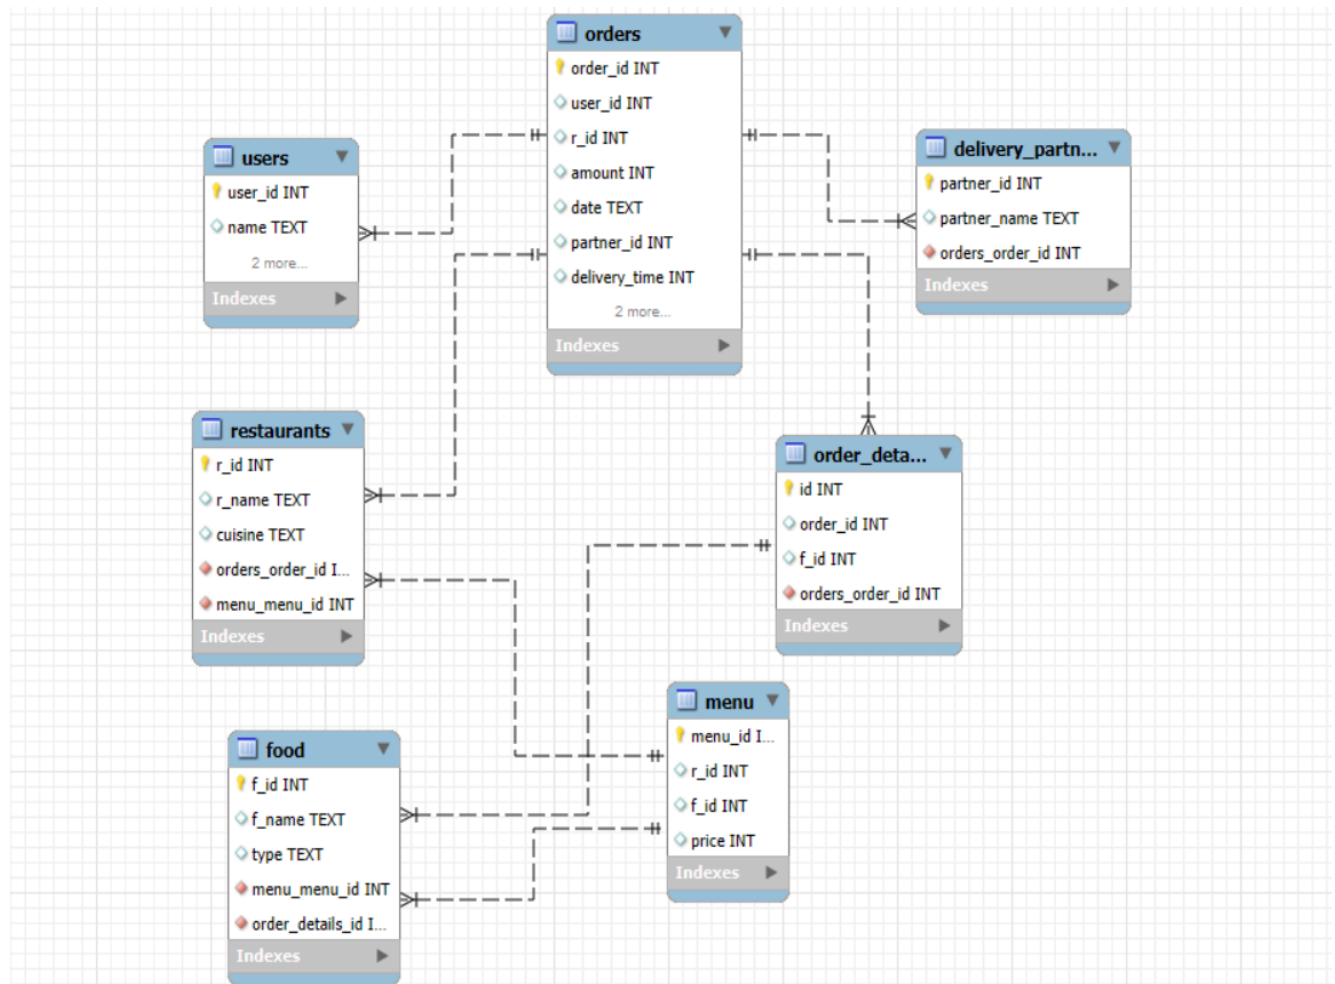 orders
order_id INT
user_id INT
r_id INT
amount INT
date TEXT
partner_id INT
delivery_time INT
2 more...
Indexes
users
user_id INT
name TEXT
2 more...
Indexes
delivery_partn...
partner_id INT
partner_name TEXT
orders_order_id INT
Indexes
restaurants
r_id INT
r_name TEXT
cuisine TEXT
orders_order_id I...
menu_menu_id INT
Indexes
order_deta...
id INT
order_id INT
f_id INT
orders_order_id INT
Indexes
menu
menu_id I...
r_id INT
f_id INT
price INT
Indexes
food
f_id INT
f_name TEXT
type TEXT
menu_menu_id INT
order_details_id I...
Indexes